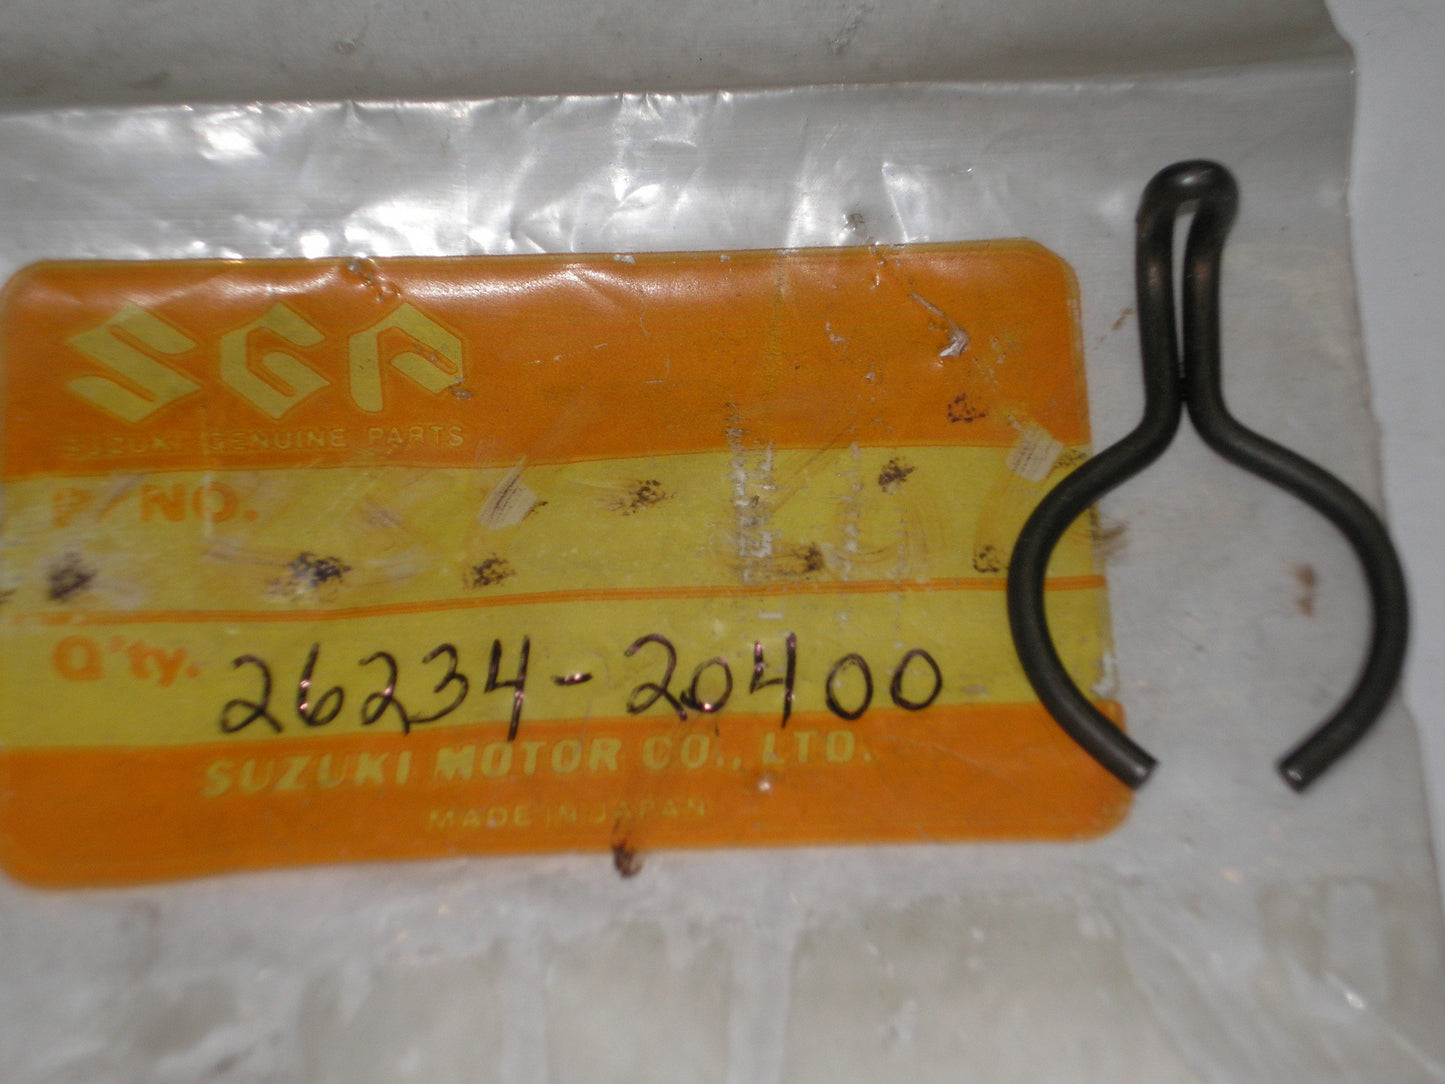 SGP
SUZUKI GENUINE PARTS
P/NO.
Q'ty. 26234-20400
SUZUKI MOTOR CO., LTD.
MADE IN JAPAN